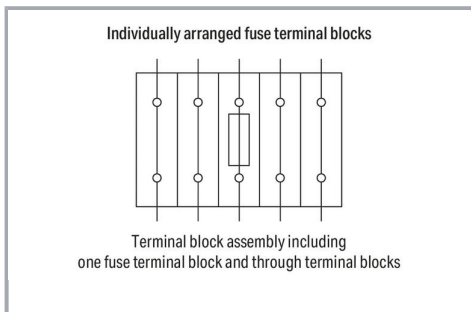 Individually arranged fuse terminal blocks
Terminal block assembly including
one fuse terminal block and through terminal blocks